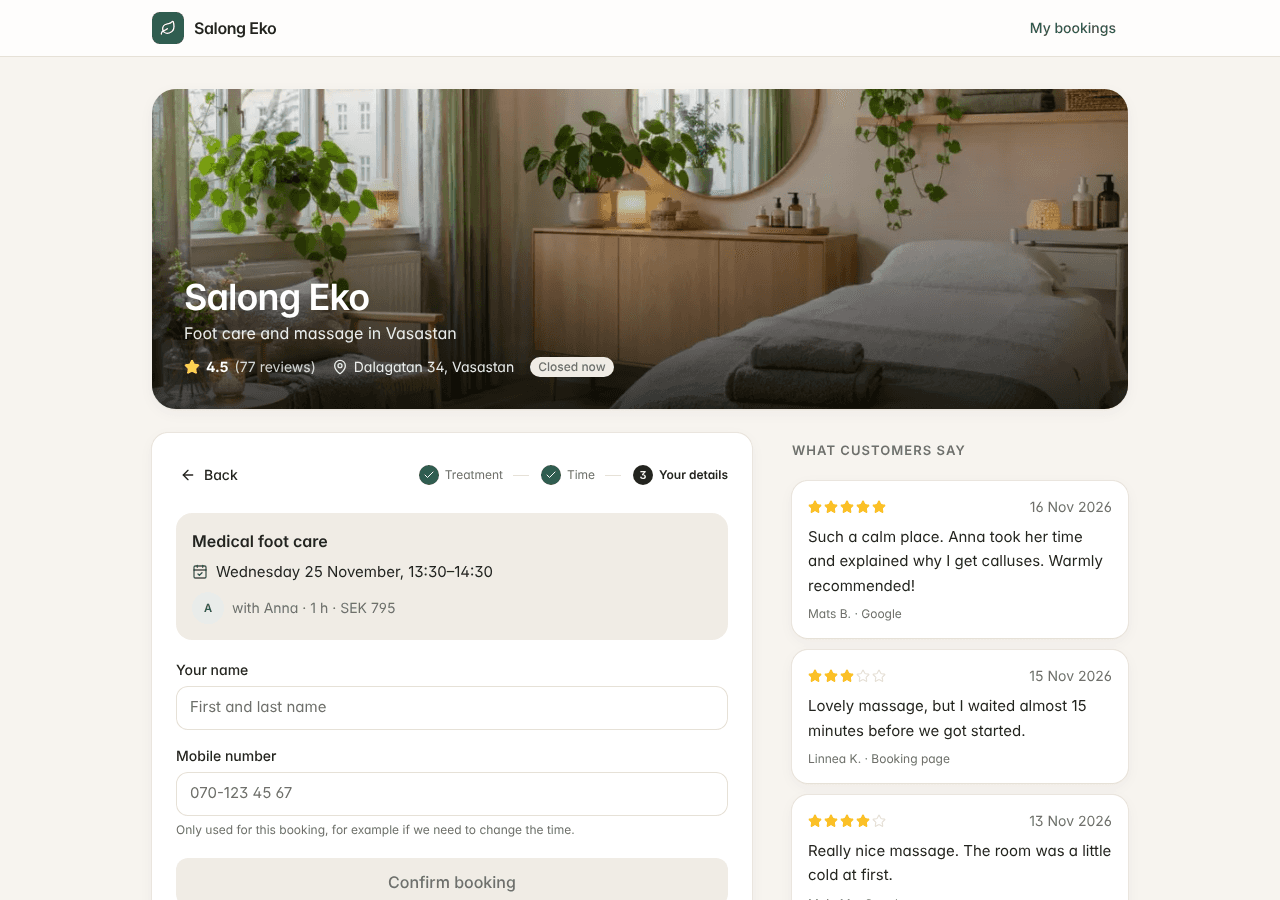 Salong Eko
My bookings
Salong Eko
Foot care and massage in Vasastan
4.5 (77 reviews) Dalagatan 34, Vasastan Closed now
Back
Treatment
Time
3 Your details
Medical foot care
Wednesday 25 November, 13:30–14:30
A with Anna · 1 h · SEK 795
Your name
First and last name
Mobile number
070-123 45 67
Only used for this booking, for example if we need to change the time.
Confirm booking
WHAT CUSTOMERS SAY
16 Nov 2026
Such a calm place. Anna took her time
and explained why I get calluses. Warmly
recommended!
Mats B. · Google
15 Nov 2026
Lovely massage, but I waited almost 15
minutes before we got started.
Linnea K. · Booking page
13 Nov 2026
Really nice massage. The room was a little
cold at first.